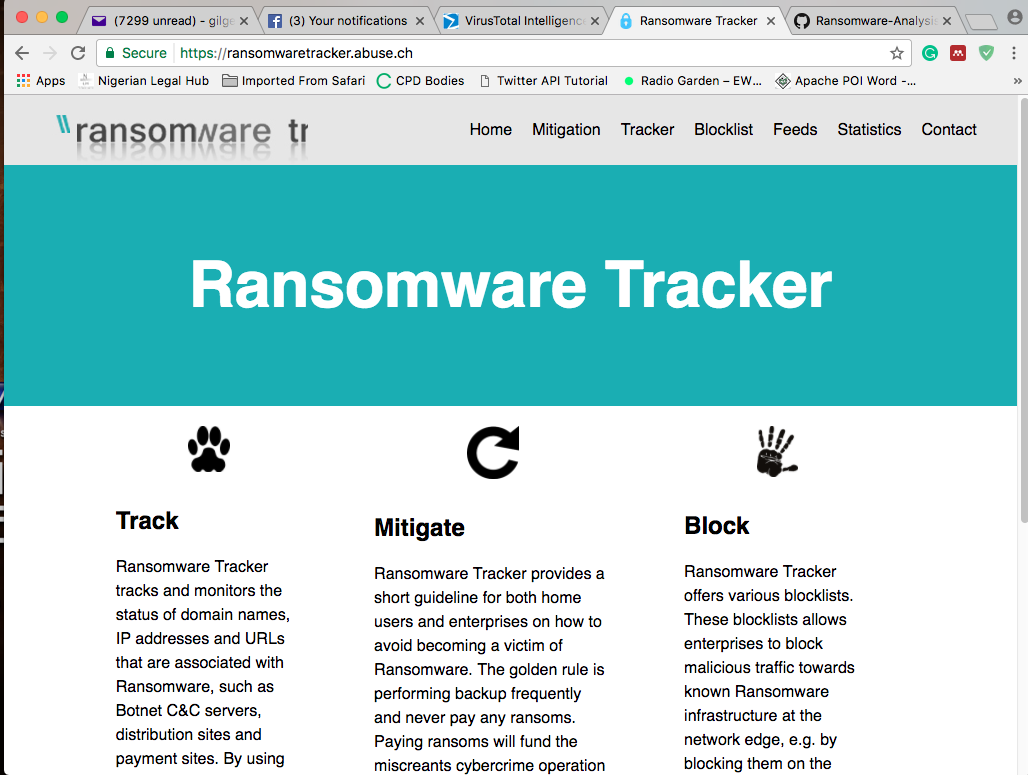 (7299 unread) - gilge
(3) Your notifications
VirusTotal Intelligenc
Ransomware Tracker
Ransomware-Analysis
Secure
https://ransomwaretracker.abuse.ch
Apps
Nigerian Legal Hub
Imported From Safari
CPD Bodies
Twitter API Tutorial
Radio Garden – EW...
Apache POI Word -...
»
\\ ransomware tr
Home
Mitigation
Tracker
Blocklist
Feeds
Statistics
Contact
Ransomware Tracker
Track
Ransomware Tracker
tracks and monitors the
status of domain names,
IP addresses and URLs
that are associated with
Ransomware, such as
Botnet C&C servers,
distribution sites and
payment sites. By using
Mitigate
Ransomware Tracker provides a
short guideline for both home
users and enterprises on how to
avoid becoming a victim of
Ransomware. The golden rule is
performing backup frequently
and never pay any ransoms.
Paying ransoms will fund the
miscreants cybercrime operation
Block
Ransomware Tracker
offers various blocklists.
These blocklists allows
enterprises to block
malicious traffic towards
known Ransomware
infrastructure at the
network edge, e.g. by
blocking them on the